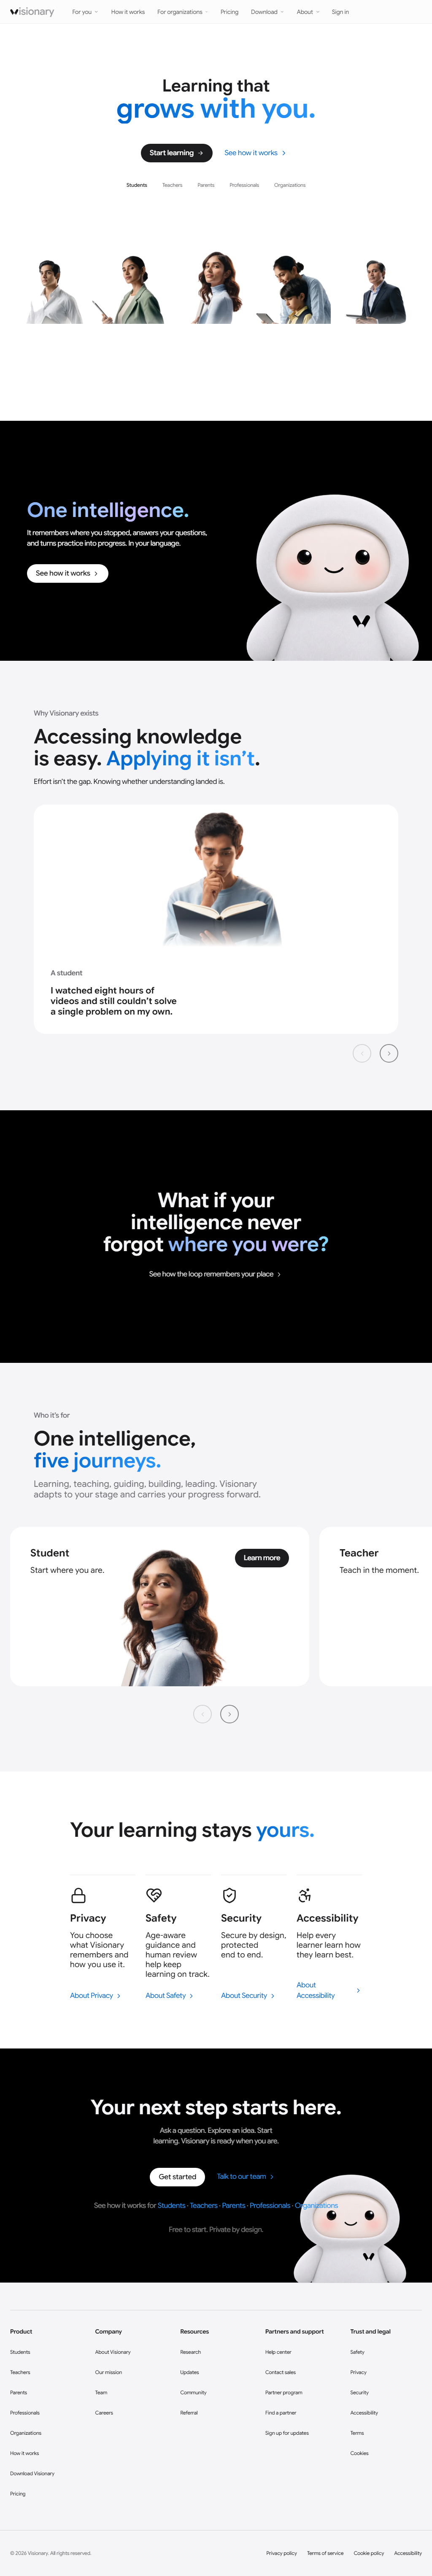 Visionary
For you
How it works
For organizations
Pricing
Download
About
Sign in
Learning that
grows with you.
Start learning
See how it works
Students
Teachers
Parents
Professionals
Organizations
One intelligence.
It remembers where you stopped, answers your questions,
and turns practice into progress. In your language.
See how it works
Why Visionary exists
Accessing knowledge
is easy. Applying it isn't.
Effort isn't the gap. Knowing whether understanding landed is.
A student
I watched eight hours of
videos and still couldn't solve
a single problem on my own.
What if your
intelligence never
forgot where you were?
See how the loop remembers your place
Who it's for
One intelligence,
five journeys.
Learning, teaching, guiding, building, leading. Visionary
adapts to your stage and carries your progress forward.
Student
Start where you are.
Learn more
Teacher
Teach in the moment.
Your learning stays yours.
Privacy
You choose
what Visionary
remembers and
how you use it.
About Privacy
Safety
Age-aware
guidance and
human review
help keep
learning on track.
About Safety
Security
Secure by design,
protected
end to end.
About Security
Accessibility
Help every
learner learn how
they learn best.
About
Accessibility
Your next step starts here.
Ask a question. Explore an idea. Start
learning. Visionary is ready when you are.
Get started
Talk to our team
See how it works for Students · Teachers · Parents · Professionals · Organizations
Free to start. Private by design.
Product
Students
Teachers
Parents
Professionals
Organizations
How it works
Download Visionary
Pricing
Company
About Visionary
Our mission
Team
Careers
Resources
Research
Updates
Community
Referral
Partners and support
Help center
Contact sales
Partner program
Find a partner
Sign up for updates
Trust and legal
Safety
Privacy
Security
Accessibility
Terms
Cookies
© 2026 Visionary. All rights reserved.
Privacy policy
Terms of service
Cookie policy
Accessibility